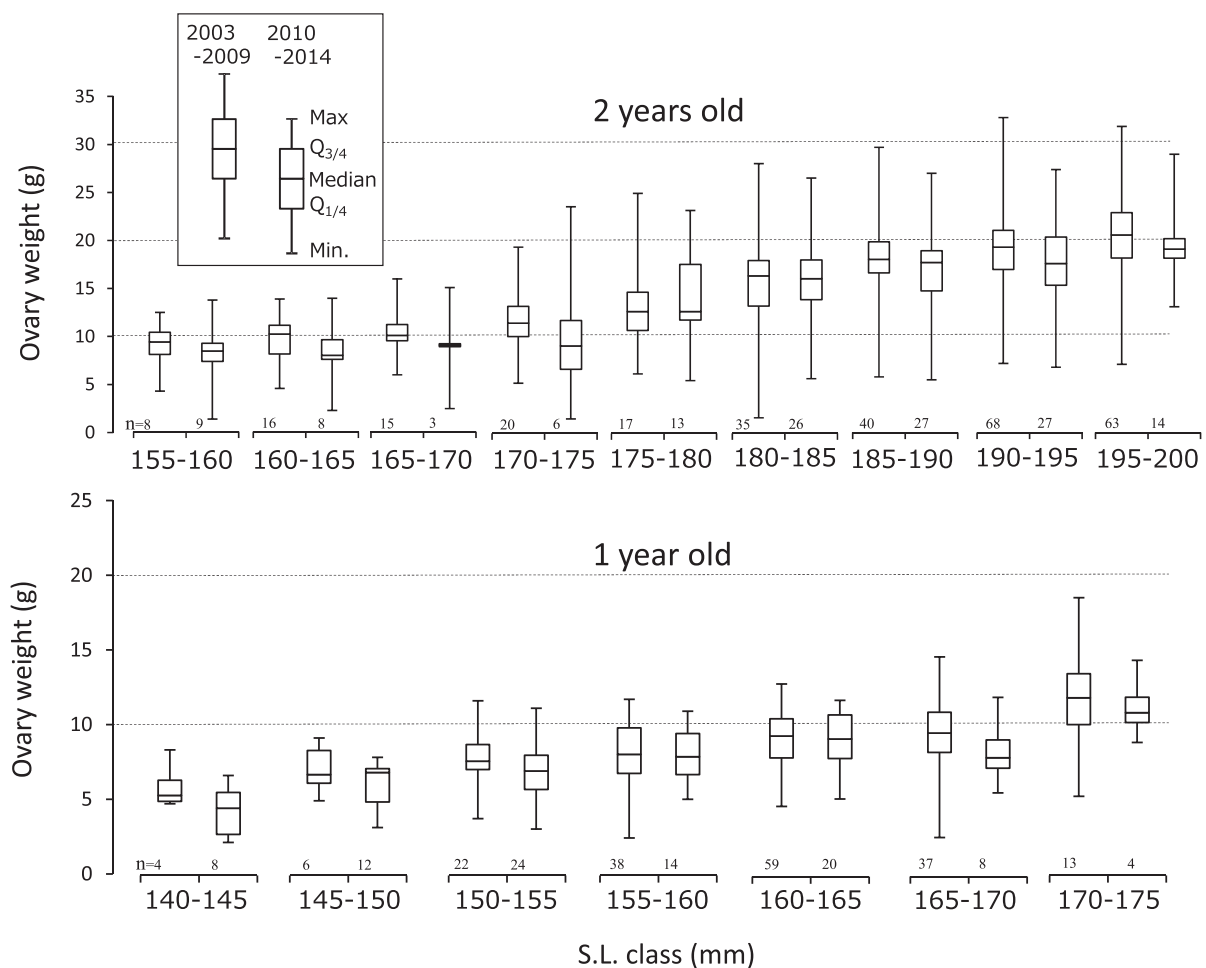 2003 2010
-2009 -2014
Max
Q3/4
Median
Q1/4
Min.
2 years old
Ovary weight (g)
35
30
25
20
15
10
5
0
n=8 9 16 8 15 3 20 6 17 13 35 26 40 27 68 27 63 14
155-160 160-165 165-170 170-175 175-180 180-185 185-190 190-195 195-200
1 year old
Ovary weight (g)
25
20
15
10
5
0
n=4 8 6 12 22 24 38 14 59 20 37 8 13 4
140-145 145-150 150-155 155-160 160-165 165-170 170-175
S.L. class (mm)